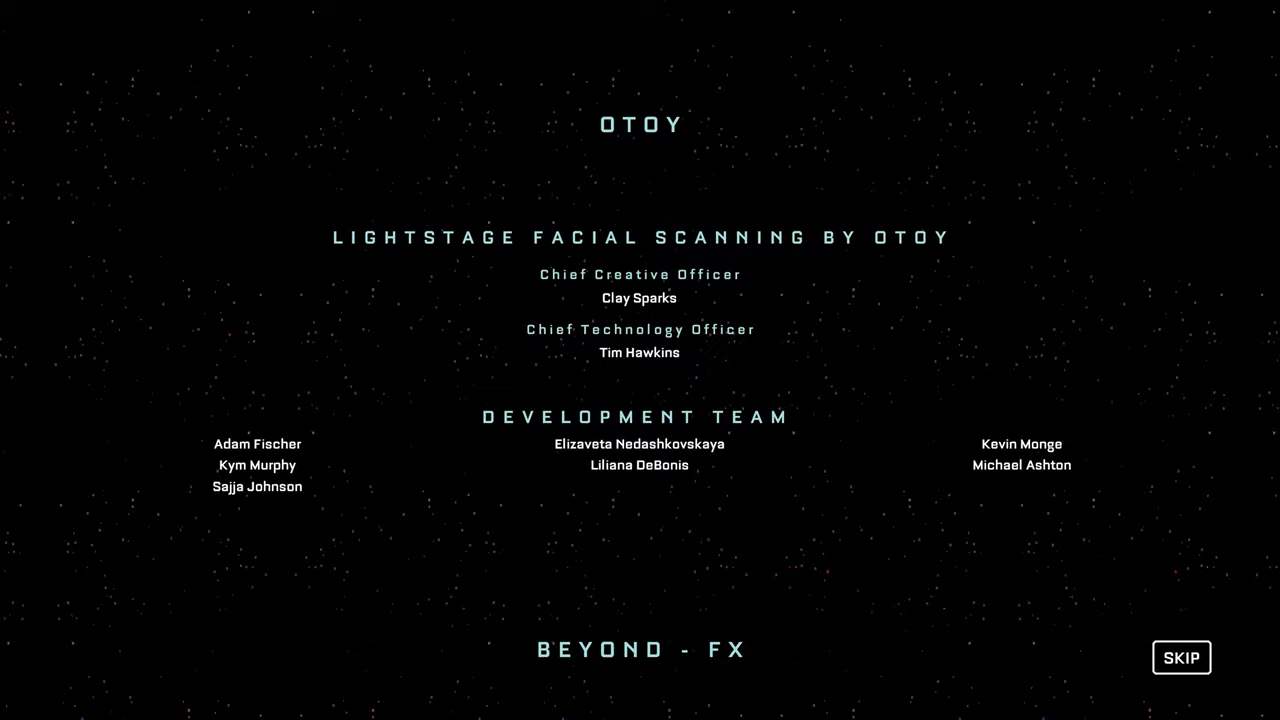 OTOY
LIGHTSTAGE FACIAL SCANNING BY OTOY
Chief Creative Officer
Clay Sparks
Chief Technology Officer
Tim Hawkins
DEVELOPMENT TEAM
Adam Fischer
Kym Murphy
Sajja Johnson
Elizaveta Nedashkovskaya
Liliana DeBonis
Kevin Monge
Michael Ashton
BEYOND - FX
SKIP